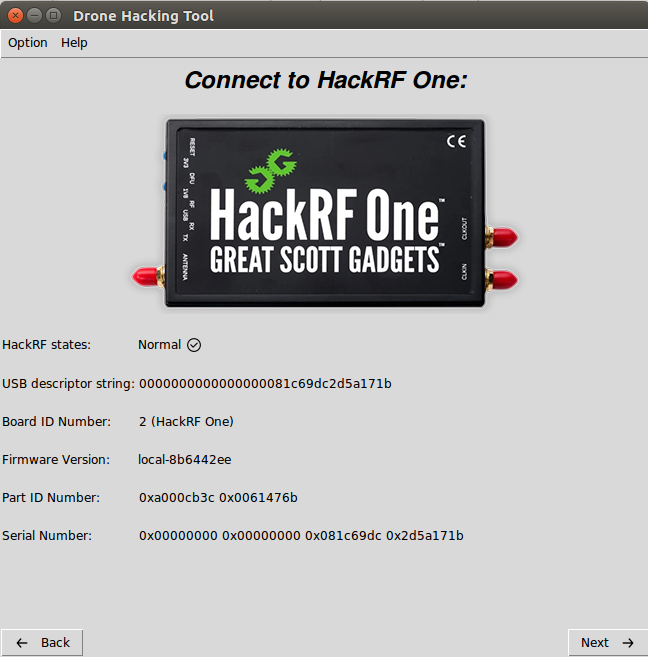 Drone Hacking Tool
Option Help
Connect to HackRF One:
RESET
3V3 DFU 1V8 RF USB RX TX ANTENNA
CE
HackRF One™
GREAT SCOTT GADGETS™
CLKOUT
CLKIN
HackRF states: Normal
USB descriptor string: 0000000000000000081c69dc2d5a171b
Board ID Number: 2 (HackRF One)
Firmware Version: local-8b6442ee
Part ID Number: 0xa000cb3c 0x0061476b
Serial Number: 0x00000000 0x00000000 0x081c69dc 0x2d5a171b
← Back Next →